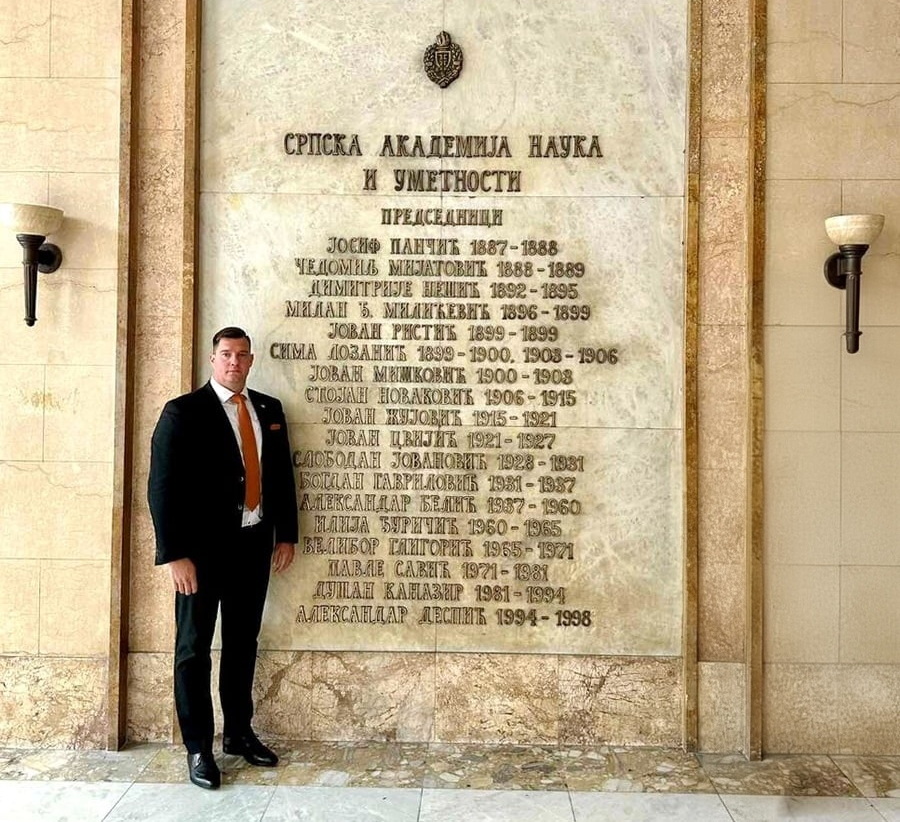 СРПСКА АКАДЕМИЈА НАУКА
И УМЕТНОСТИ
ПРЕДСЕДНИЦИ
ЈОСИФ ПАНЧИЋ 1887-1888
ЧЕДОМИЉ МИЈАТОВИЋ 1888-1889
ДИМИТРИЈЕ НЕШИЋ 1892-1895
МИЛАН Ђ. МИЛИЋЕВИЋ 1896-1899
ЈОВАН РИСТИЋ 1899-1899
СИМА ЛОЗАНИЋ 1899-1900. 1903-1906
ЈОВАН МИШКОВИЋ 1900-1903
СТОЈАН НОВАКОВИЋ 1906-1915
ЈОВАН ЖУЈОВИЋ 1915-1921
ЈОВАН ЦВИЈИЋ 1921-1927
СЛОБОДАН ЈОВАНОВИЋ 1928-1931
БОГДАН ГАВРИЛОВИЋ 1931-1937
АЛЕКСАНДАР БЕЛИЋ 1937-1960
ИЛИЈА ЂУРИЧИЋ 1960-1965
ВЕЛИБОР ГЛИГОРИЋ 1965-1971
ПАВЛЕ САВИЋ 1971-1981
ДУШАН КАНАЗИР 1981-1994
АЛЕКСАНДАР ДЕСПИЋ 1994-1998